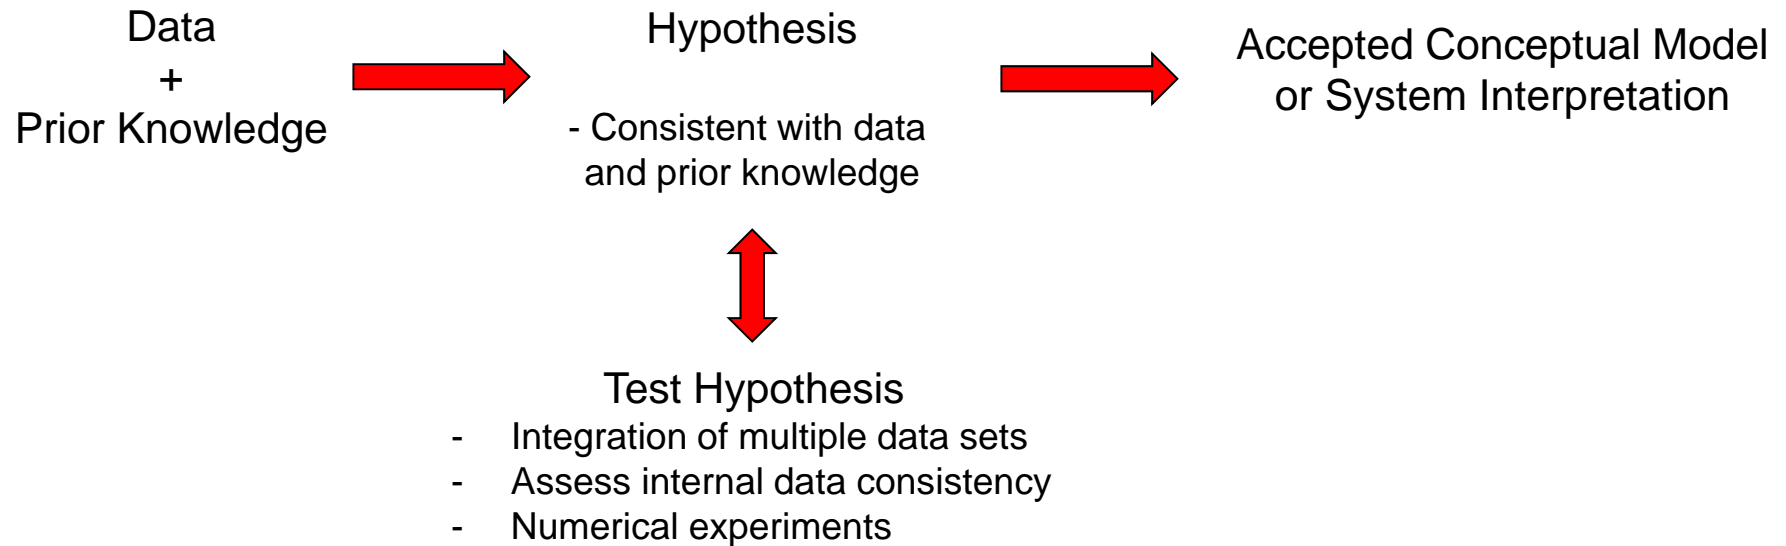 Data
+
Prior Knowledge
Hypothesis
- Consistent with data
and prior knowledge
Accepted Conceptual Model
or System Interpretation
Test Hypothesis
- Integration of multiple data sets
- Assess internal data consistency
- Numerical experiments